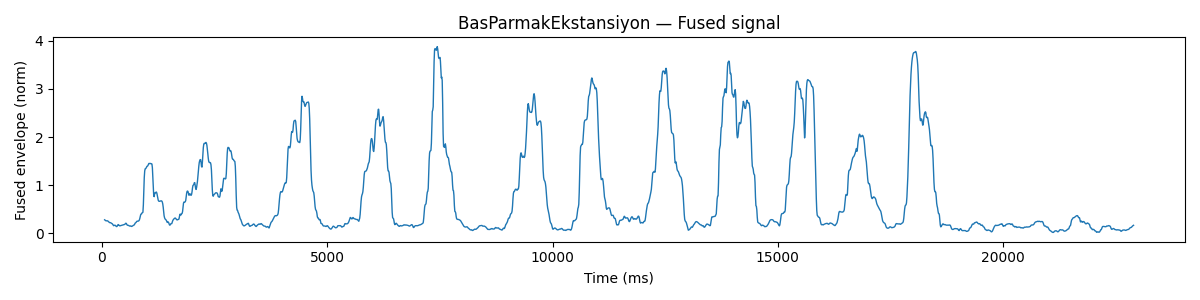 BasParmakEkstansiyon — Fused signal
Fused envelope (norm)
4
3
2
1
0
0 5000 10000 15000 20000
Time (ms)